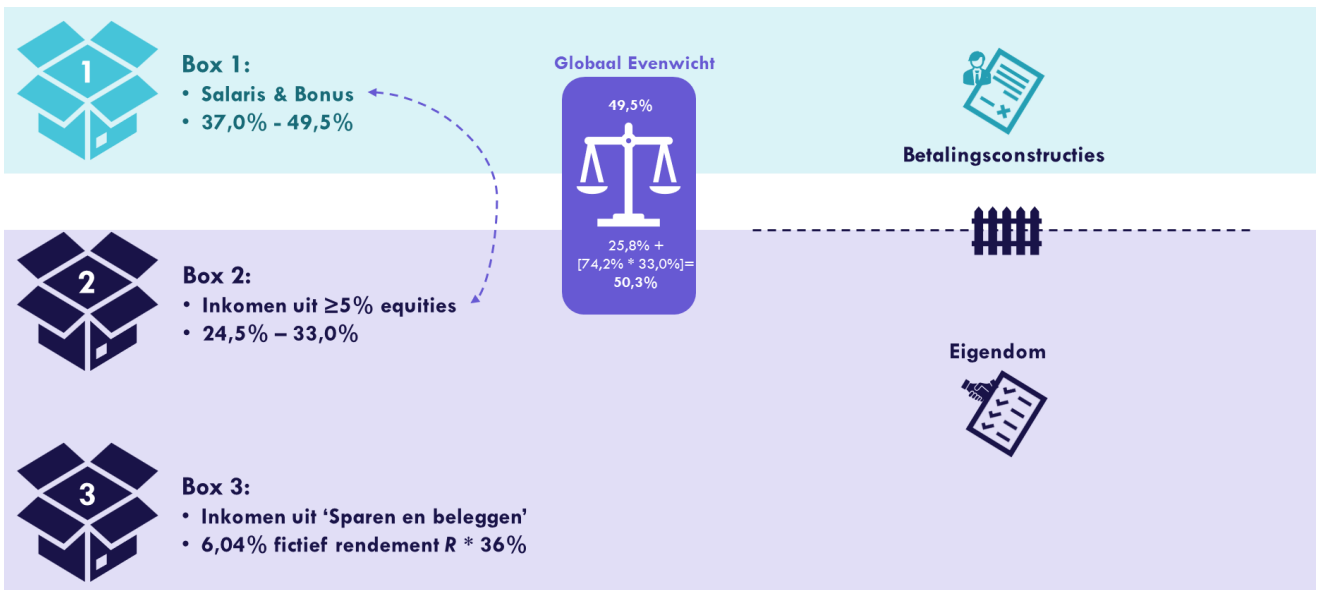 1
Box 1:
• Salaris & Bonus
• 37,0% - 49,5%
Globaal Evenwicht
49,5%
25,8% +
[74,2% * 33,0%]=
50,3%
Betalingsconstructies
2
Box 2:
• Inkomen uit ≥5% equities
• 24,5% – 33,0%
Eigendom
3
Box 3:
• Inkomen uit ‘Sparen en beleggen’
• 6,04% fictief rendement R * 36%